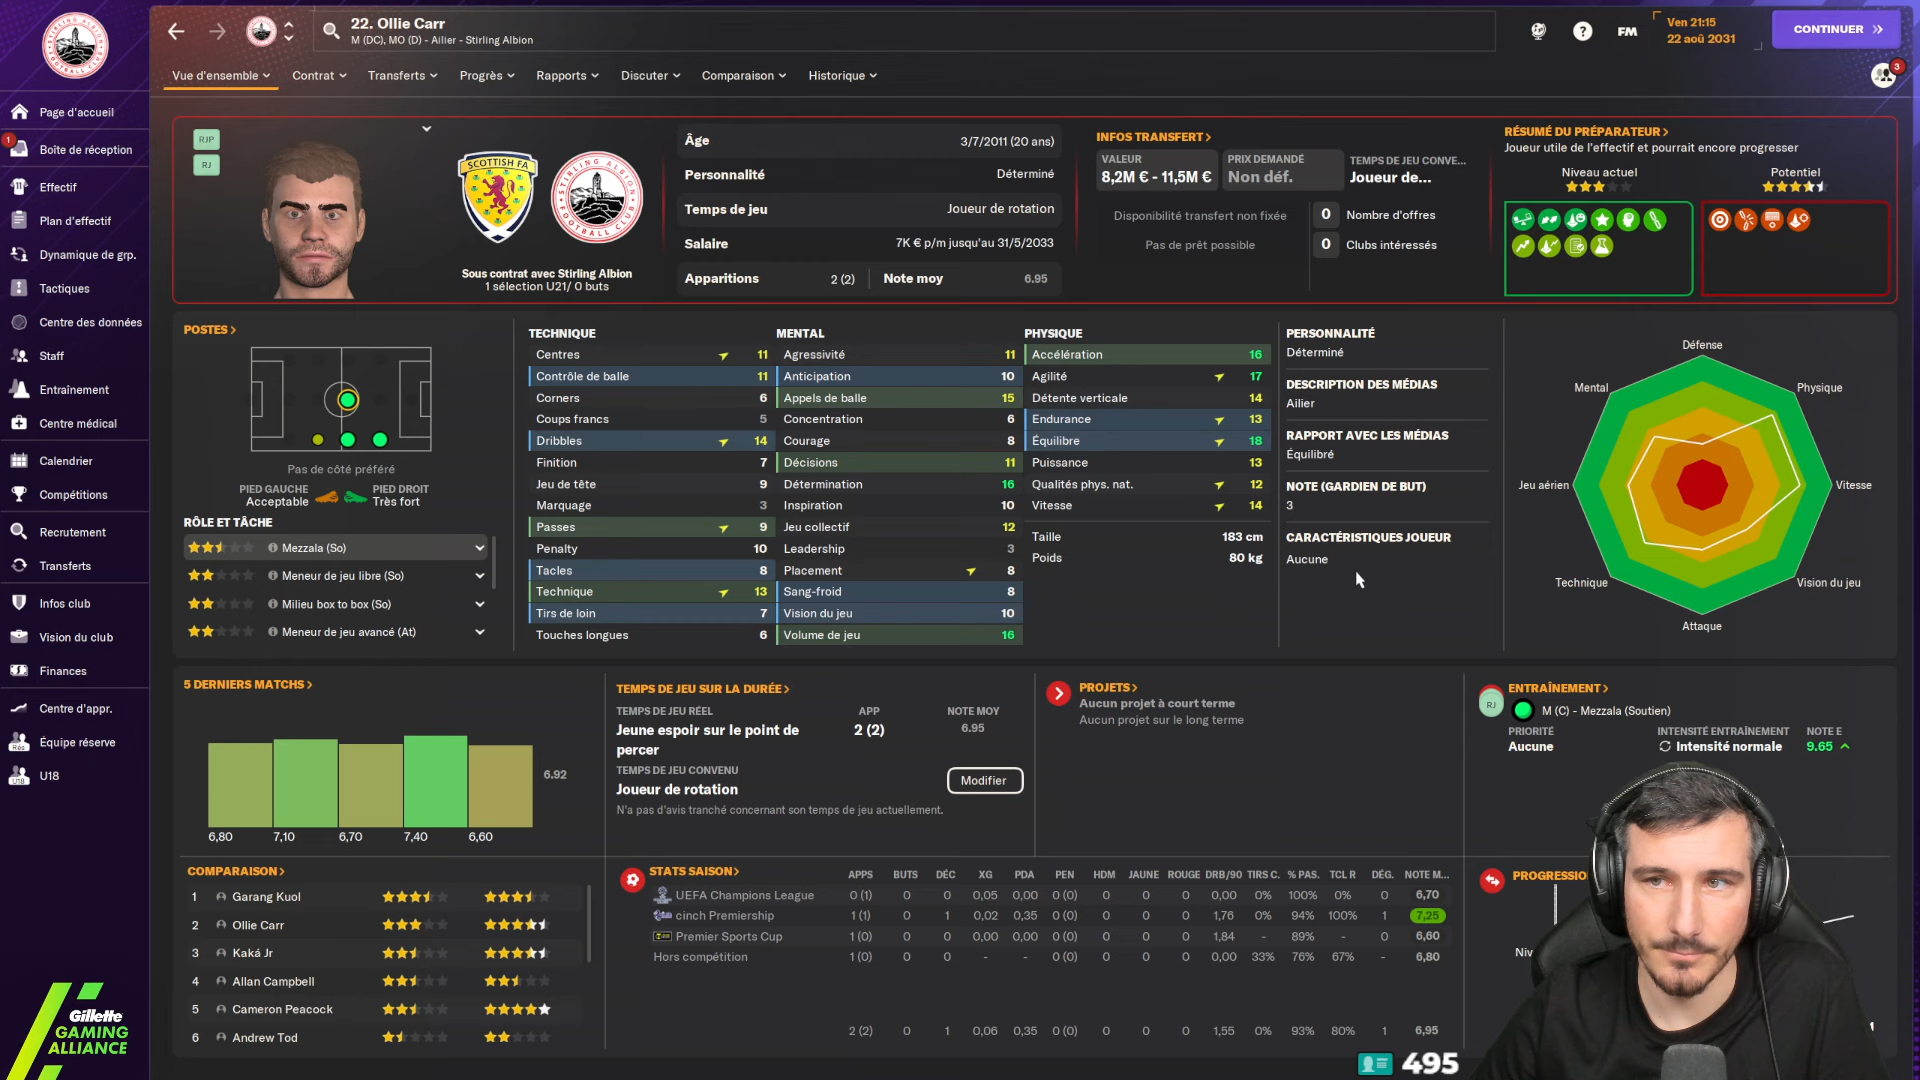 22. Ollie Carr
M (DC), MO (D) - Ailier - Stirling Albion
FM
Ven 21:15
22 aoû 2031
CONTINUER
3
Vue d'ensemble
Contrat
Transferts
Progrès
Rapports
Discuter
Comparaison
Historique
Page d'accueil
1
Boîte de réception
Effectif
Plan d'effectif
Dynamique de grp.
Tactiques
Centre des données
Staff
Entraînement
Centre médical
Calendrier
Compétitions
Recrutement
Transferts
Infos club
Vision du club
Finances
Centre d'appr.
Équipe réserve
U18
Gillette
GAMING
ALLIANCE
RJP
RJ
SCOTTISH FA
STIRLING ALBION
FOOTBALL CLUB
Sous contrat avec Stirling Albion
1 sélection U21/ 0 buts
Âge 3/7/2011 (20 ans)
Personnalité Déterminé
Temps de jeu Joueur de rotation
Salaire 7K € p/m jusqu'au 31/5/2033
Apparitions 2 (2) Note moy 6.95
INFOS TRANSFERT
VALEUR
8,2M € - 11,5M €
PRIX DEMANDÉ
Non déf.
TEMPS DE JEU CONVE...
Joueur de...
Disponibilité transfert non fixée
Pas de prêt possible
0 Nombre d'offres
0 Clubs intéressés
RÉSUMÉ DU PRÉPARATEUR
Joueur utile de l'effectif et pourrait encore progresser
Niveau actuel
Potentiel
POSTES
Pas de côté préféré
PIED GAUCHE
Acceptable
PIED DROIT
Très fort
RÔLE ET TÂCHE
Mezzala (So)
Meneur de jeu libre (So)
Milieu box to box (So)
Meneur de jeu avancé (At)
TECHNIQUE
Centres 11
Contrôle de balle 11
Corners 6
Coups francs 5
Dribbles 14
Finition 7
Jeu de tête 9
Marquage 3
Passes 9
Penalty 10
Tacles 8
Technique 13
Tirs de loin 7
Touches longues 6
MENTAL
Agressivité 11
Anticipation 10
Appels de balle 15
Concentration 6
Courage 8
Décisions 11
Détermination 16
Inspiration 10
Jeu collectif 12
Leadership 3
Placement 8
Sang-froid 8
Vision du jeu 10
Volume de jeu 16
PHYSIQUE
Accélération 16
Agilité 17
Détente verticale 14
Endurance 13
Équilibre 18
Puissance 13
Qualités phys. nat. 12
Vitesse 14
Taille 183 cm
Poids 80 kg
PERSONNALITÉ
Déterminé
DESCRIPTION DES MÉDIAS
Ailier
RAPPORT AVEC LES MÉDIAS
Équilibré
NOTE (GARDIEN DE BUT)
3
CARACTÉRISTIQUES JOUEUR
Aucune
Défense
Physique
Vitesse
Vision du jeu
Attaque
Technique
Jeu aérien
Mental
5 DERNIERS MATCHS
6.92
6,80 7,10 6,70 7,40 6,60
TEMPS DE JEU SUR LA DURÉE
TEMPS DE JEU RÉEL APP NOTE MOY
Jeune espoir sur le point de percer 2 (2) 6.95
TEMPS DE JEU CONVENU
Joueur de rotation
Modifier
N'a pas d'avis tranché concernant son temps de jeu actuellement.
PROJETS
Aucun projet à court terme
Aucun projet sur le long terme
RJ
ENTRAÎNEMENT
M (C) - Mezzala (Soutien)
PRIORITÉ
Aucune
INTENSITÉ ENTRAÎNEMENT
Intensité normale
NOTE E
9.65
COMPARAISON
1 Garang Kuol
2 Ollie Carr
3 Kaká Jr
4 Allan Campbell
5 Cameron Peacock
6 Andrew Tod
STATS SAISON APPS BUTS DÉC XG PDA PEN HDM JAUNE ROUGE DRB/90 TIRS C. % PAS. TCL R DÉG. NOTE M...
UEFA Champions League 0 (1) 0 0 0,05 0,00 0 (0) 0 0 0 0,00 0% 100% 0% 0 6,70
cinch Premiership 1 (1) 0 1 0,02 0,35 0 (0) 0 0 0 1,76 0% 94% 100% 1 7,25
Premier Sports Cup 1 (0) 0 0 0,00 0,00 0 (0) 0 0 0 1,84 - 89% - 0 6,60
Hors compétition 1 (0) 0 0 - - 0 (0) 0 0 0 0,00 33% 76% 67% - 6,80
2 (2) 0 1 0,06 0,35 0 (0) 0 0 0 1,55 0% 93% 80% 1 6,95
PROGRESSIO
Niv
495